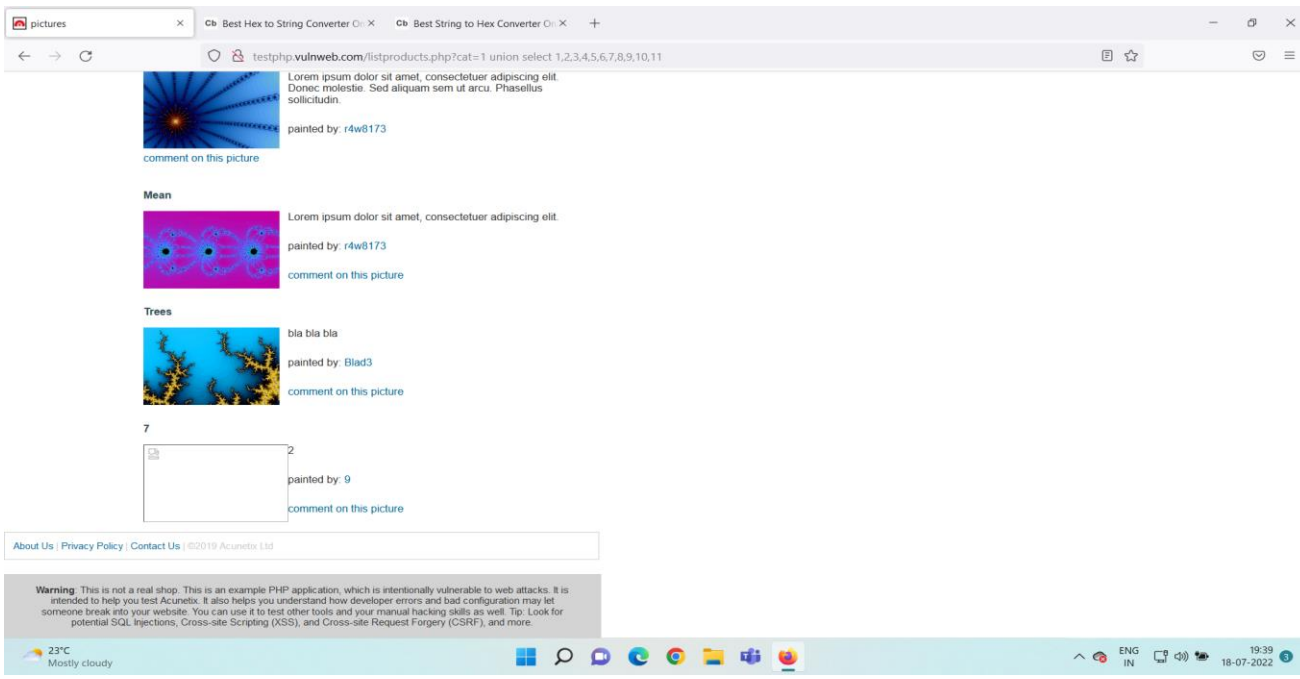 pictures
Cb Best Hex to String Converter On
Cb Best String to Hex Converter On
testphp.vulnweb.com/listproducts.php?cat=1 union select 1,2,3,4,5,6,7,8,9,10,11
Lorem ipsum dolor sit amet, consectetuer adipiscing elit.
Donec molestie. Sed aliquam sem ut arcu. Phasellus
sollicitudin.
painted by: r4w8173
comment on this picture
Mean
Lorem ipsum dolor sit amet, consectetuer adipiscing elit.
painted by: r4w8173
comment on this picture
Trees
bla bla bla
painted by: Blad3
comment on this picture
7
2
painted by: 9
comment on this picture
About Us | Privacy Policy | Contact Us | ©2019 Acunetix Ltd
Warning: This is not a real shop. This is an example PHP application, which is intentionally vulnerable to web attacks. It is
intended to help you test Acunetix. It also helps you understand how developer errors and bad configuration may let
someone break into your website. You can use it to test other tools and your manual hacking skills as well. Tip: Look for
potential SQL Injections, Cross-site Scripting (XSS), and Cross-site Request Forgery (CSRF), and more.
23°C
Mostly cloudy
ENG
IN
19:39
18-07-2022
3